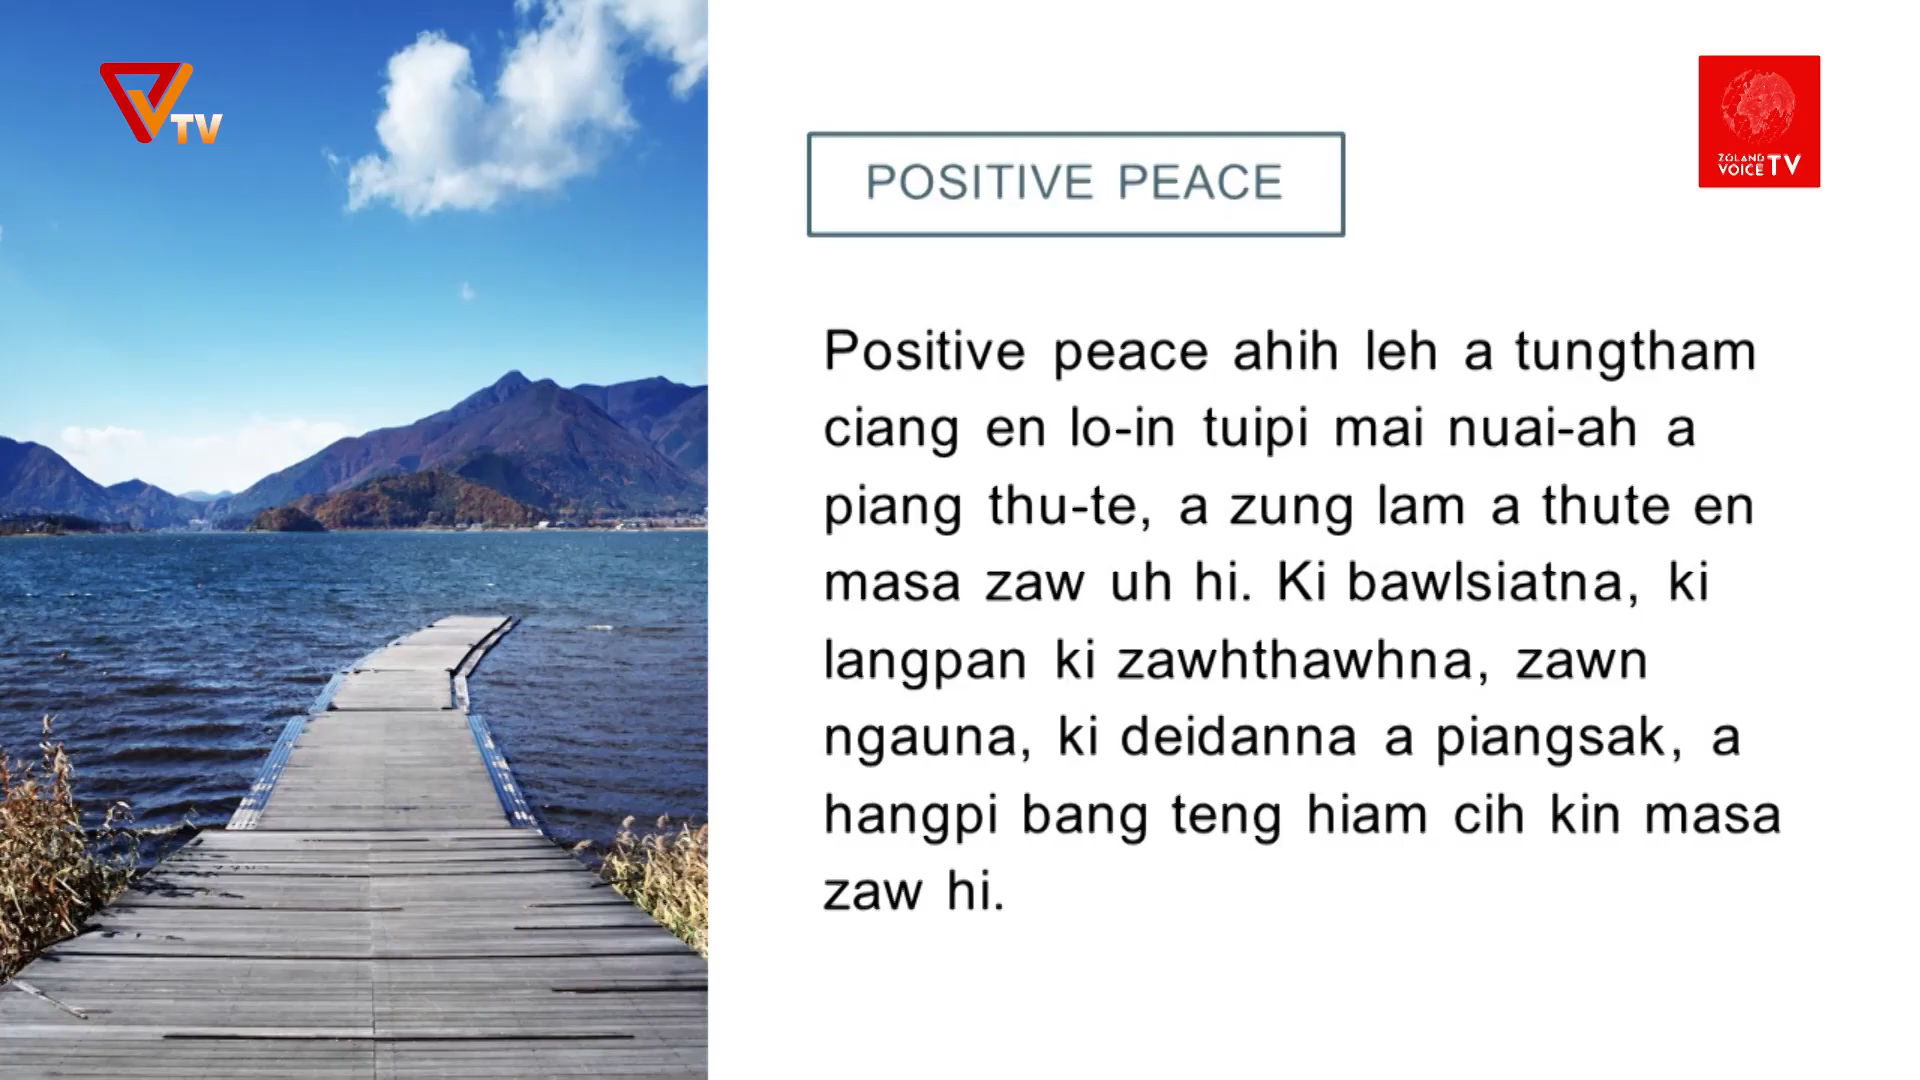 TV
ZOLAND
VOICE TV
POSITIVE PEACE
Positive peace ahih leh a tungtham
ciang en lo-in tuipi mai nuai-ah a
piang thu-te, a zung lam a thute en
masa zaw uh hi. Ki bawlsiatna, ki
langpan ki zawhthawhna, zawn
ngauna, ki deidanna a piangsak, a
hangpi bang teng hiam cih kin masa
zaw hi.